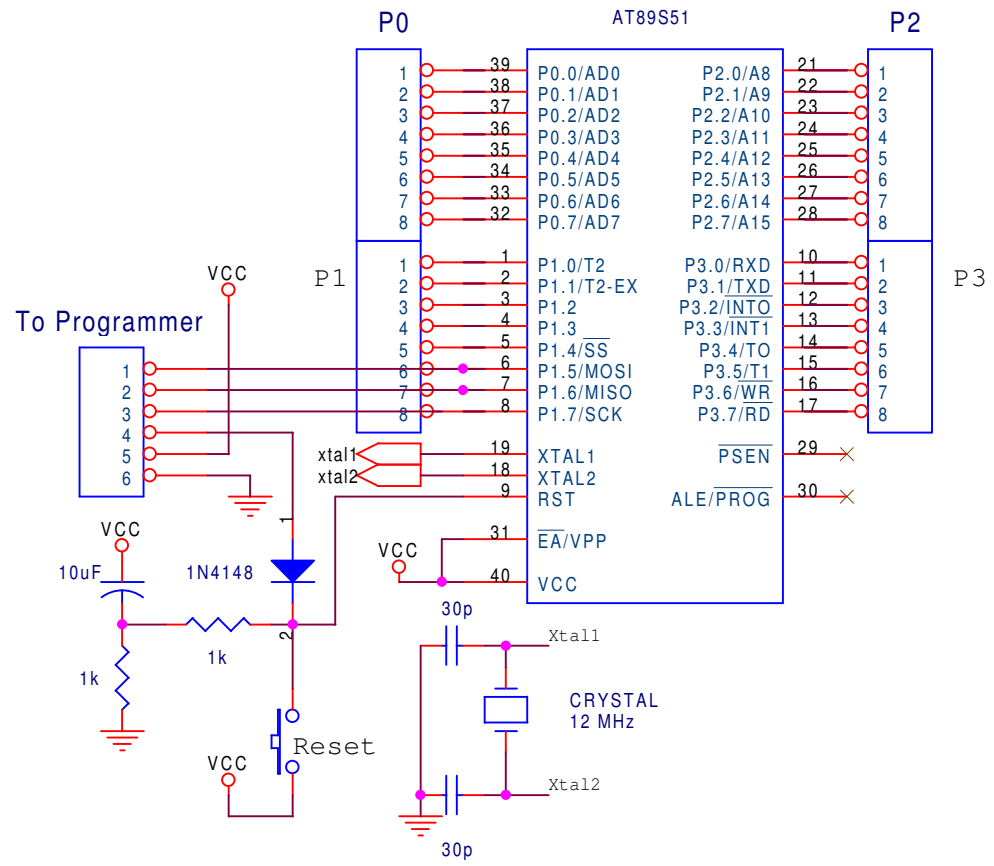 AT89S51
P0
P2
1 39 P0.0/AD0 P2.0/A8 21 1
2 38 P0.1/AD1 P2.1/A9 22 2
3 37 P0.2/AD2 P2.2/A10 23 3
4 36 P0.3/AD3 P2.3/A11 24 4
5 35 P0.4/AD4 P2.4/A12 25 5
6 34 P0.5/AD5 P2.5/A13 26 6
7 33 P0.6/AD6 P2.6/A14 27 7
8 32 P0.7/AD7 P2.7/A15 28 8
P1
P3
1 1 P1.0/T2 P3.0/RXD 10 1
2 2 P1.1/T2-EX P3.1/TXD 11 2
3 3 P1.2 P3.2/INTO 12 3
4 4 P1.3 P3.3/INT1 13 4
5 5 P1.4/SS P3.4/TO 14 5
6 6 P1.5/MOSI P3.5/T1 15 6
7 7 P1.6/MISO P3.6/WR 16 7
8 8 P1.7/SCK P3.7/RD 17 8
VCC
To Programmer
1
2
3
4
5
6
xtal1 19 XTAL1 PSEN 29
xtal2 18 XTAL2
9 RST ALE/PROG 30
31 EA/VPP
VCC
40 VCC
VCC
10uF
1N4148
1
2
1k
1k
Reset
VCC
30p
Xtal1
CRYSTAL
12 MHz
Xtal2
30p